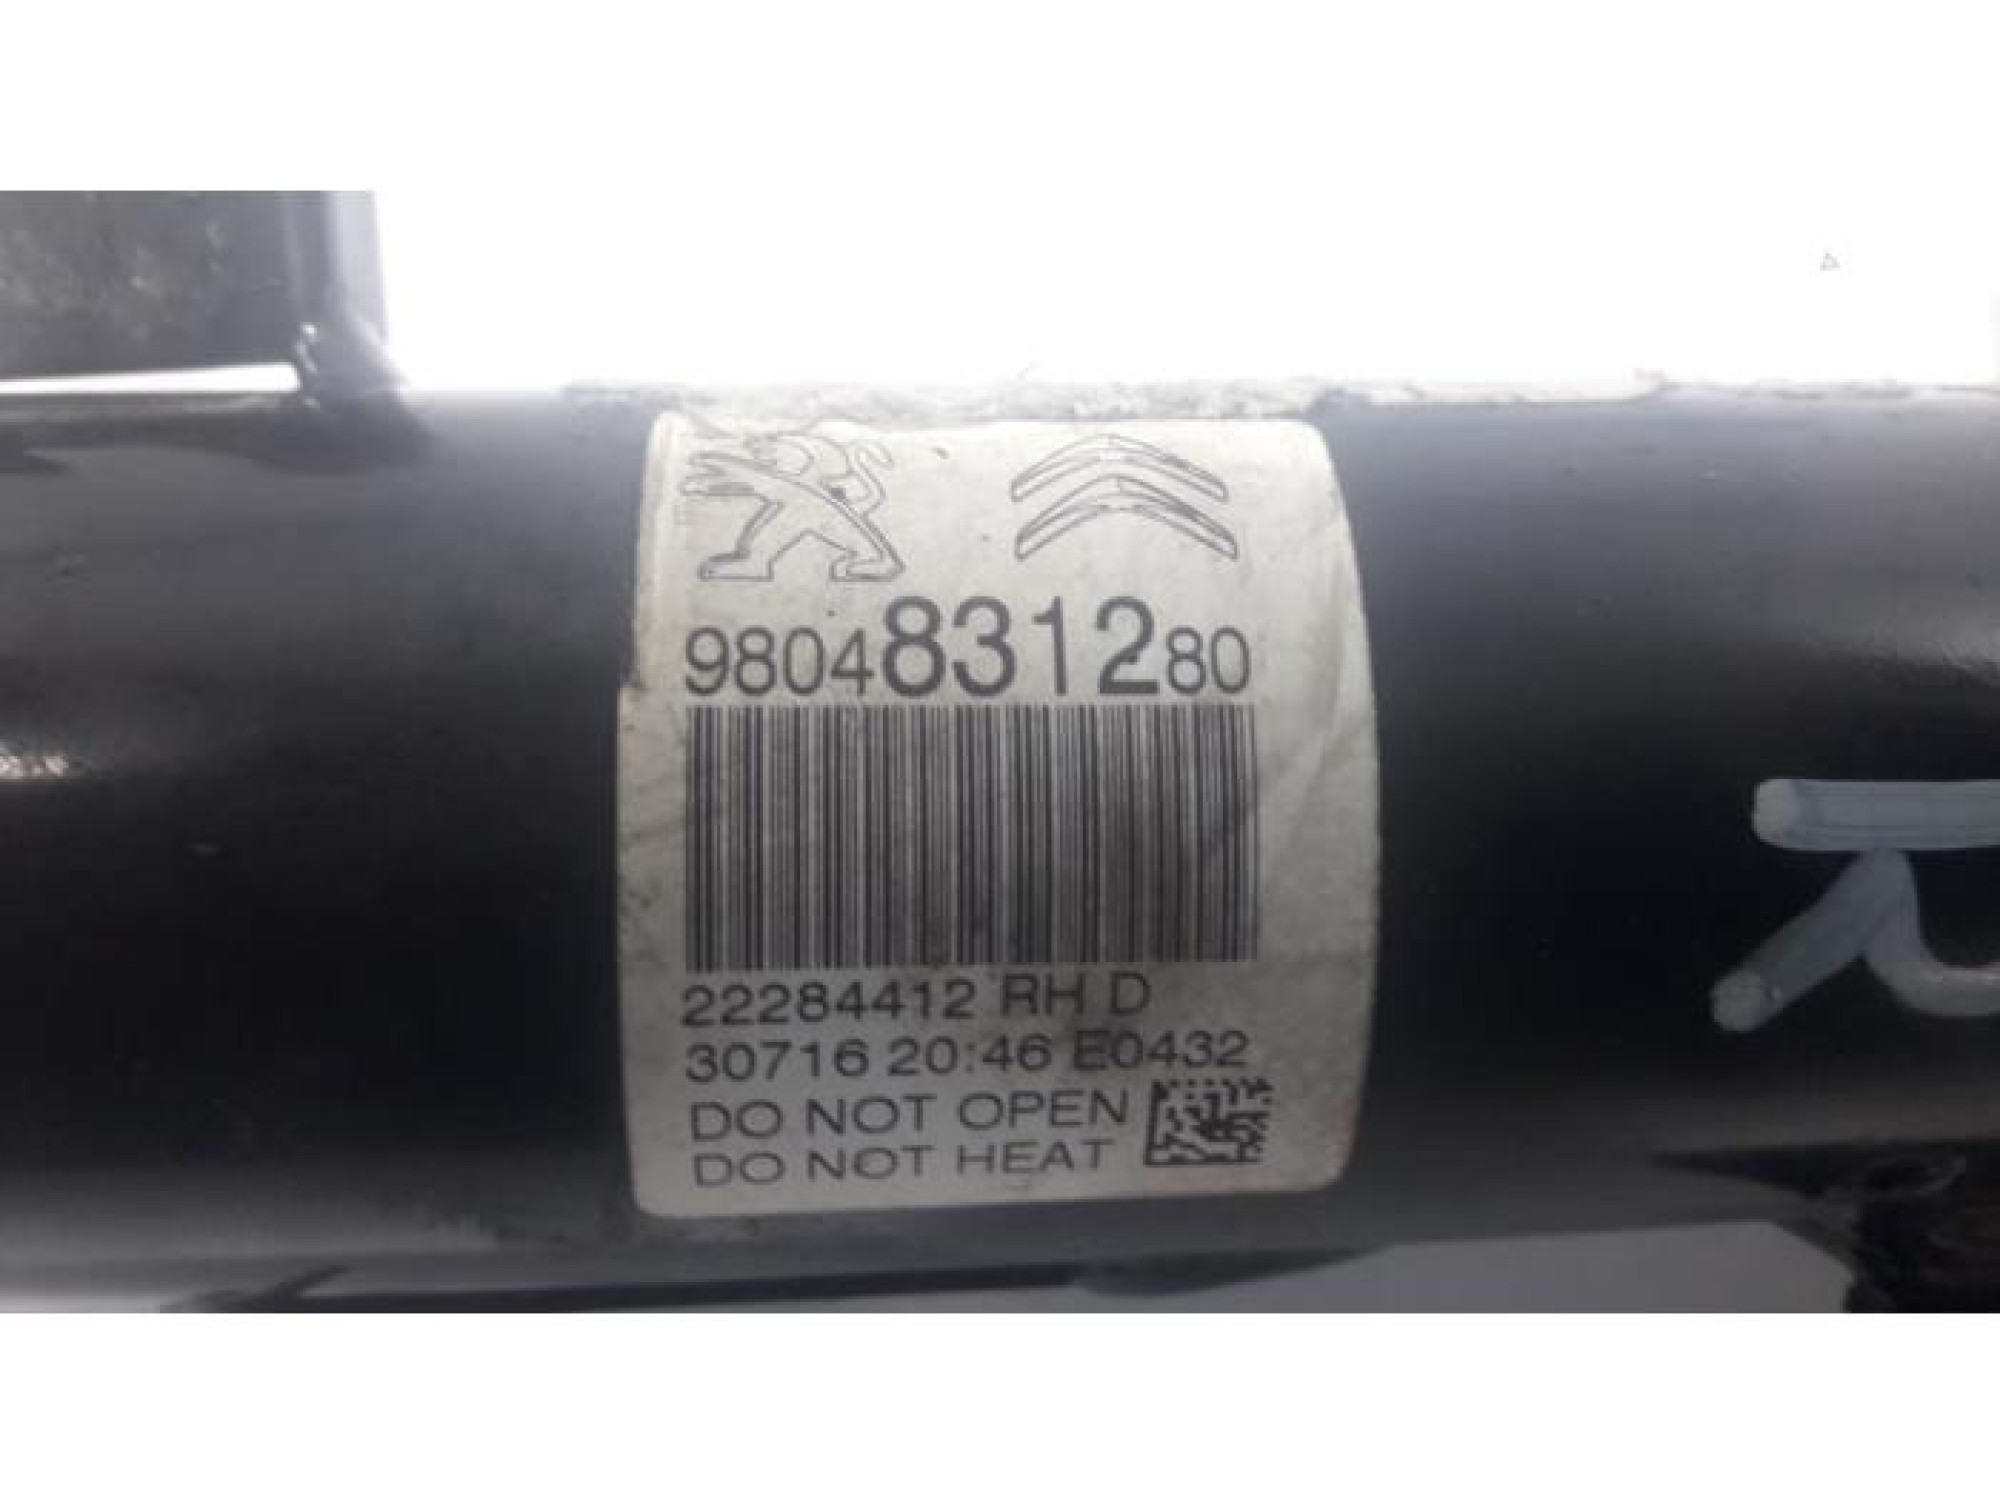 9804831280
22284412 RH D
30716 20:46 E0432
DO NOT OPEN
DO NOT HEAT